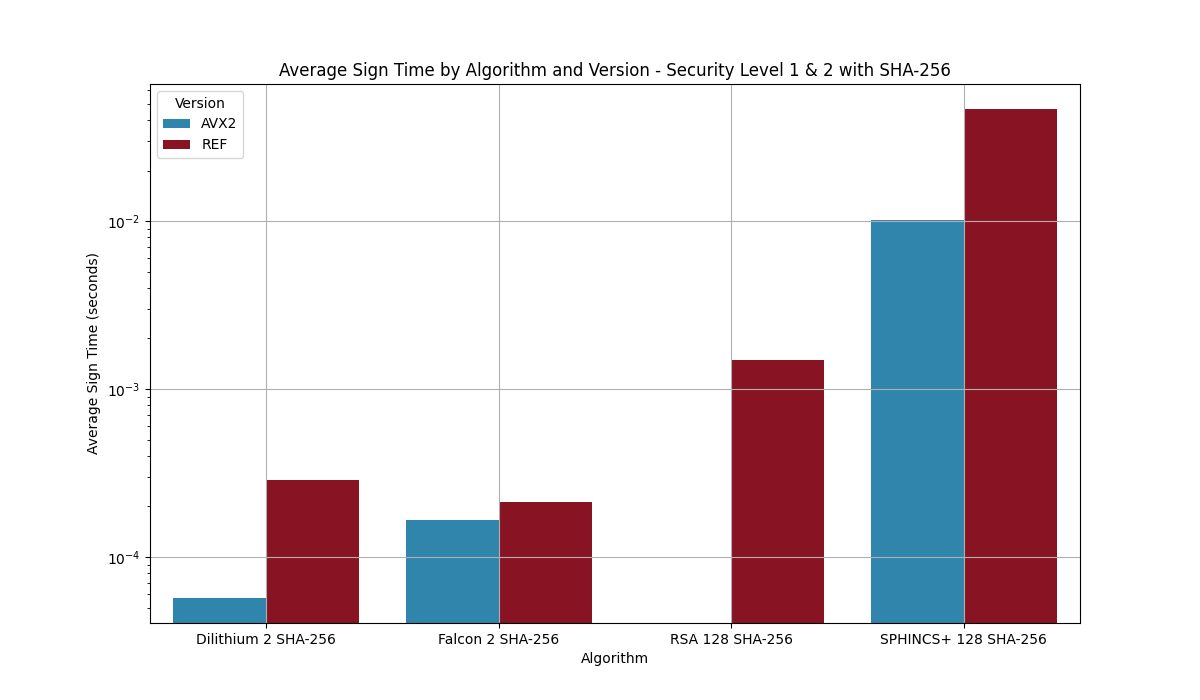 Average Sign Time by Algorithm and Version - Security Level 1 & 2 with SHA-256
Version
AVX2
REF
Average Sign Time (seconds)
10⁻²
10⁻³
10⁻⁴
Dilithium 2 SHA-256
Falcon 2 SHA-256
RSA 128 SHA-256
SPHINCS+ 128 SHA-256
Algorithm